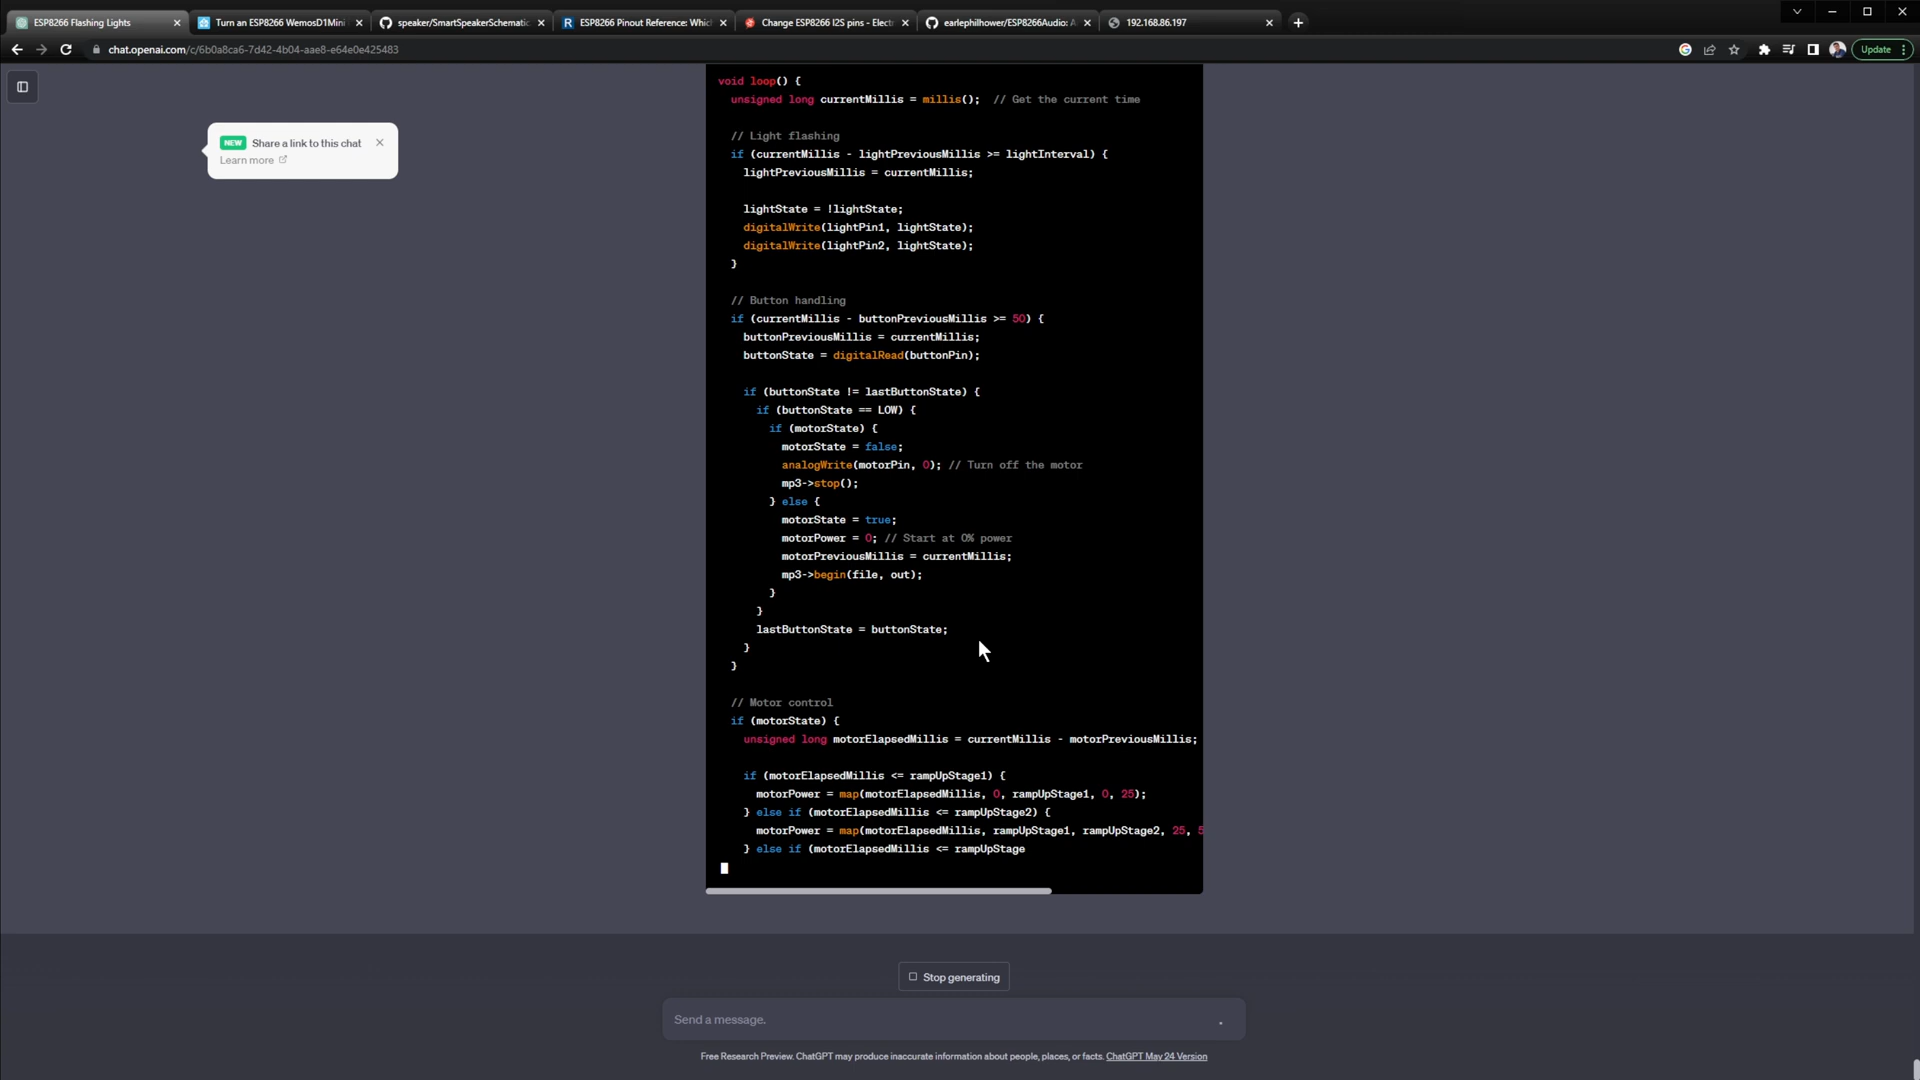 ESP8266 Flashing Lights
Turn an ESP8266 WemosD1Mini
speaker/SmartSpeakerSchematic
ESP8266 Pinout Reference: Whic
Change ESP8266 I2S pins - Electr
earlephilhower/ESP8266Audio: A
192.168.86.197
chat.openai.com/c/6b0a8ca6-7d42-4b04-aae8-e64e0e425483
Update
NEW Share a link to this chat
Learn more
void loop() {
unsigned long currentMillis = millis(); // Get the current time
// Light flashing
if (currentMillis - lightPreviousMillis >= lightInterval) {
lightPreviousMillis = currentMillis;
lightState = !lightState;
digitalWrite(lightPin1, lightState);
digitalWrite(lightPin2, lightState);
}
// Button handling
if (currentMillis - buttonPreviousMillis >= 50) {
buttonPreviousMillis = currentMillis;
buttonState = digitalRead(buttonPin);
if (buttonState != lastButtonState) {
if (buttonState == LOW) {
if (motorState) {
motorState = false;
analogWrite(motorPin, 0); // Turn off the motor
mp3->stop();
} else {
motorState = true;
motorPower = 0; // Start at 0% power
motorPreviousMillis = currentMillis;
mp3->begin(file, out);
}
}
lastButtonState = buttonState;
}
}
// Motor control
if (motorState) {
unsigned long motorElapsedMillis = currentMillis - motorPreviousMillis;
if (motorElapsedMillis <= rampUpStage1) {
motorPower = map(motorElapsedMillis, 0, rampUpStage1, 0, 25);
} else if (motorElapsedMillis <= rampUpStage2) {
motorPower = map(motorElapsedMillis, rampUpStage1, rampUpStage2, 25, 5
} else if (motorElapsedMillis <= rampUpStage
Stop generating
Send a message.
Free Research Preview. ChatGPT may produce inaccurate information about people, places, or facts. ChatGPT May 24 Version